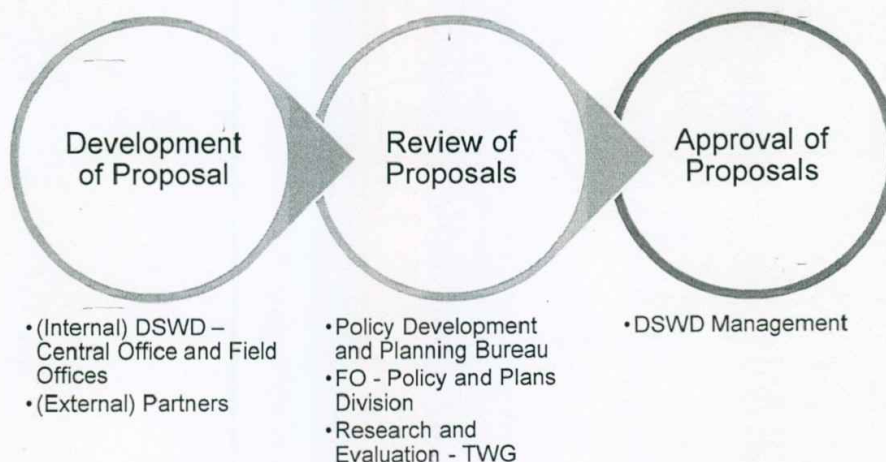 Development
of Proposal
Review of
Proposals
Approval of
Proposals
•(Internal) DSWD –
Central Office and Field
Offices
•(External) Partners
•Policy Development
and Planning Bureau
•FO - Policy and Plans
Division
•Research and
Evaluation - TWG
•DSWD Management